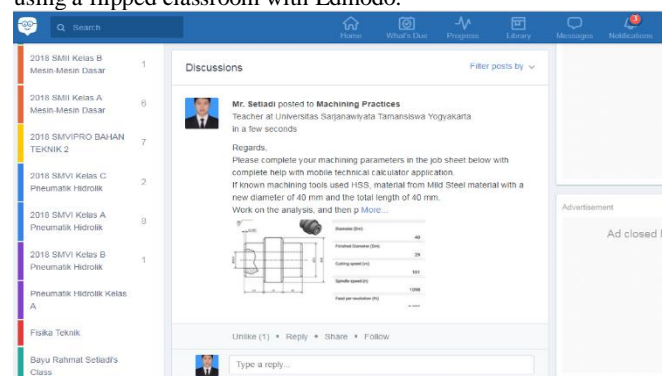 using a flipped classroom with Edmodo.
Search
Home
What's Due
Progress
Library
Messages
Notifications
3
2018 SMII Kelas B
Mesin-Mesin Dasar
1
2018 SMII Kelas A
Mesin-Mesin Dasar
6
2018 SMVIPRO BAHAN
TEKNIK 2
7
2018 SMVI Kelas C
Pneumatik Hidrolik
2
2018 SMVI Kelas A
Pneumatik Hidrolik
8
2018 SMVI Kelas B
Pneumatik Hidrolik
1
Pneumatik Hidrolik Kelas
A
Fisika Teknik
Bayu Rahmat Setiadi's
Class
Discussions
Filter posts by
Mr. Setiadi posted to Machining Practices
Teacher at Universitas Sarjanawiyata Tamansiswa Yogyakarta
in a few seconds
Regards,
Please complete your machining parameters in the job sheet below with
complete help with mobile technical calculator application.
If known machining tools used HSS, material from Mild Steel material with a
new diameter of 40 mm and the total length of 40 mm.
Work on the analysis, and then p More...
Diameter (Dm)
40
Finished Diameter (Dm)
29
Cutting speed (vc)
101
Spindle speed (n)
Feed per revolution (fn)
Unlike (1) • Reply • Share • Follow
Type a reply...
Advertisement
Ad closed